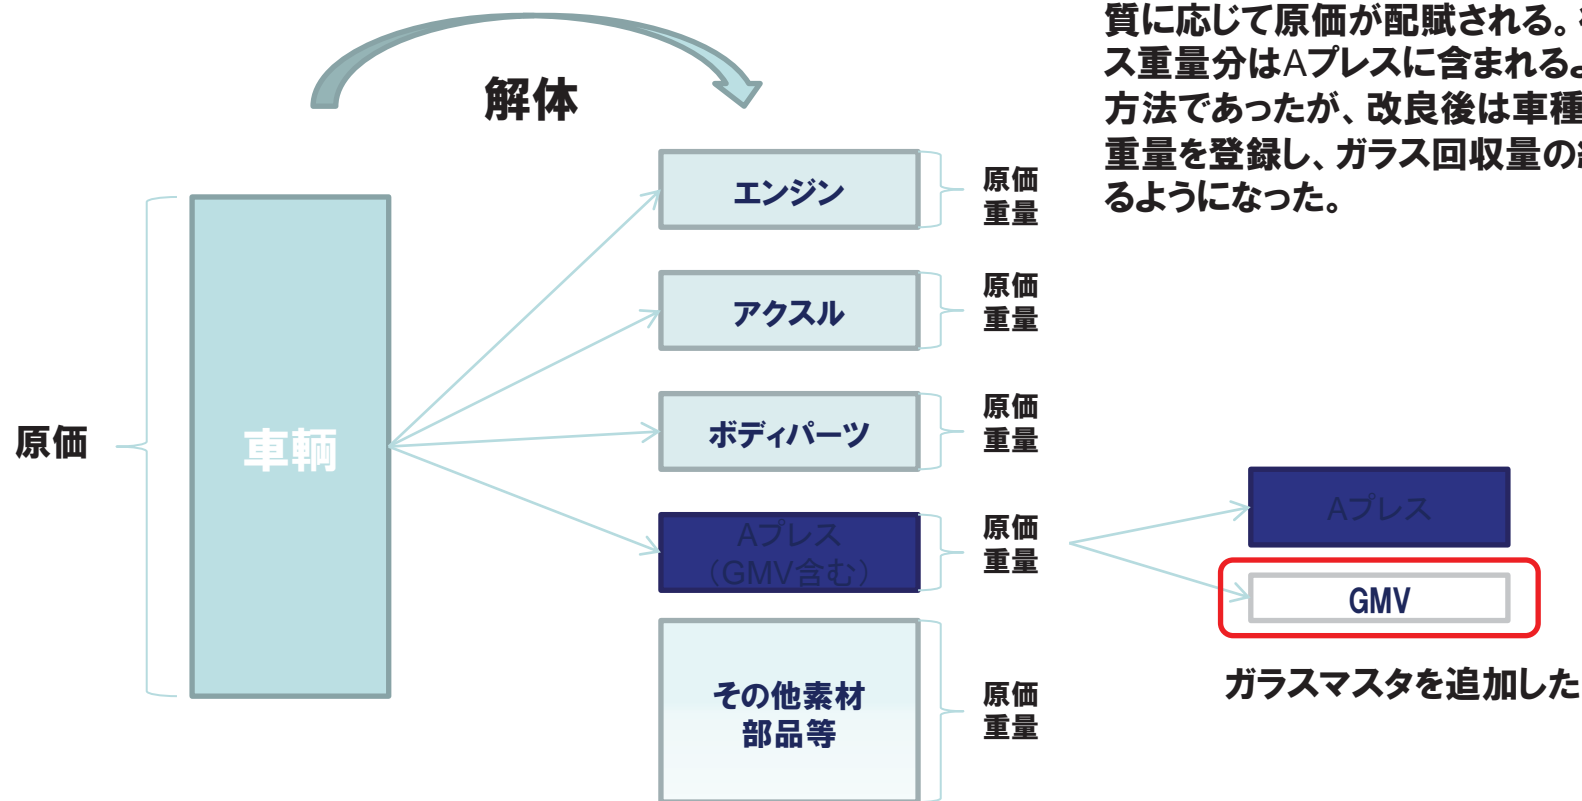 質に応じて原価が配賦される。
ス重量分はAプレスに含まれる
方法であったが、改良後は車種
重量を登録し、ガラス回収量の
るようになった。
解体
エンジン
原価
重量
アクスル
原価
重量
ボディパーツ
原価
重量
原価
車輌
Aプレス
(GMV含む)
原価
重量
Aプレス
GMV
その他素材
部品等
原価
重量
ガラスマスタを追加した